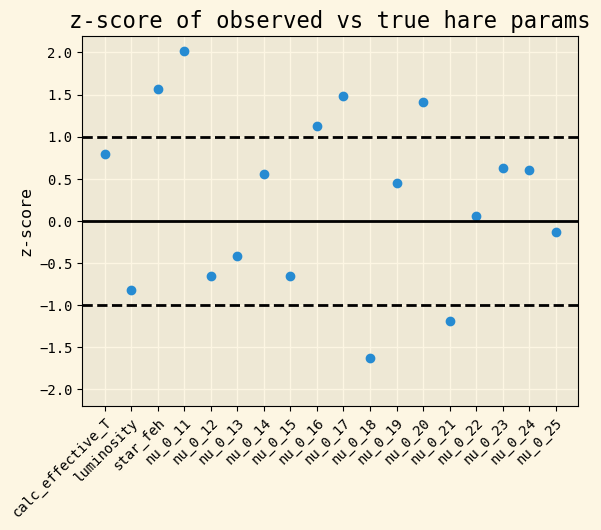 z-score of observed vs true hare params
z-score
2.0
1.5
1.0
0.5
0.0
−0.5
−1.0
−1.5
−2.0
calc_effective_T
luminosity
star_feh
nu_0_11
nu_0_12
nu_0_13
nu_0_14
nu_0_15
nu_0_16
nu_0_17
nu_0_18
nu_0_19
nu_0_20
nu_0_21
nu_0_22
nu_0_23
nu_0_24
nu_0_25